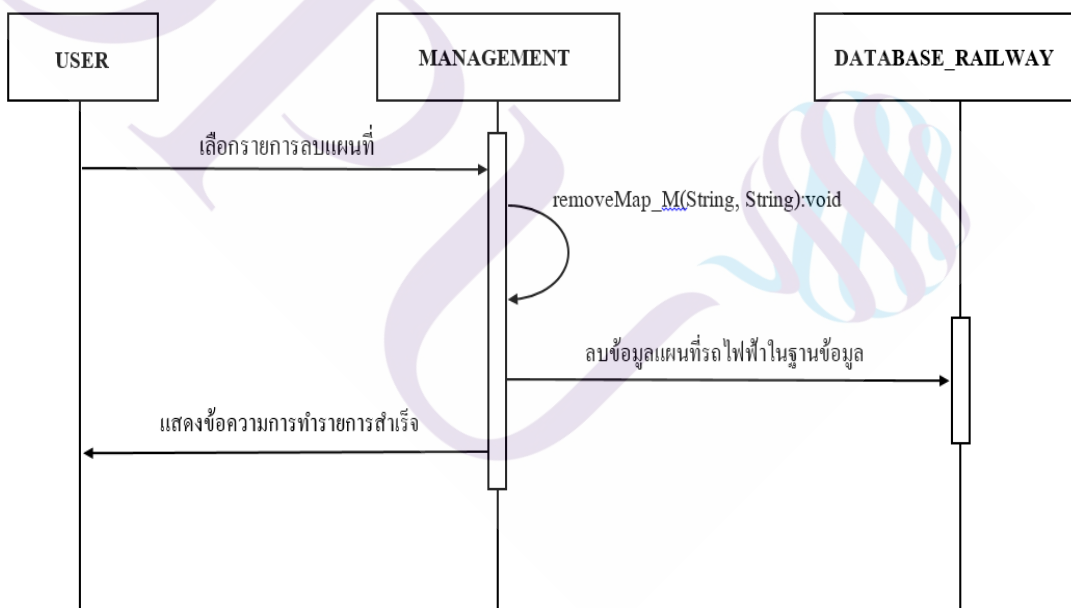 USER
MANAGEMENT
DATABASE_RAILWAY
เลือกรายการลบแผนที่
removeMap_M(String, String):void
ลบข้อมูลแผนที่รถไฟฟ้าในฐานข้อมูล
แสดงข้อความการทำรายการสำเร็จ